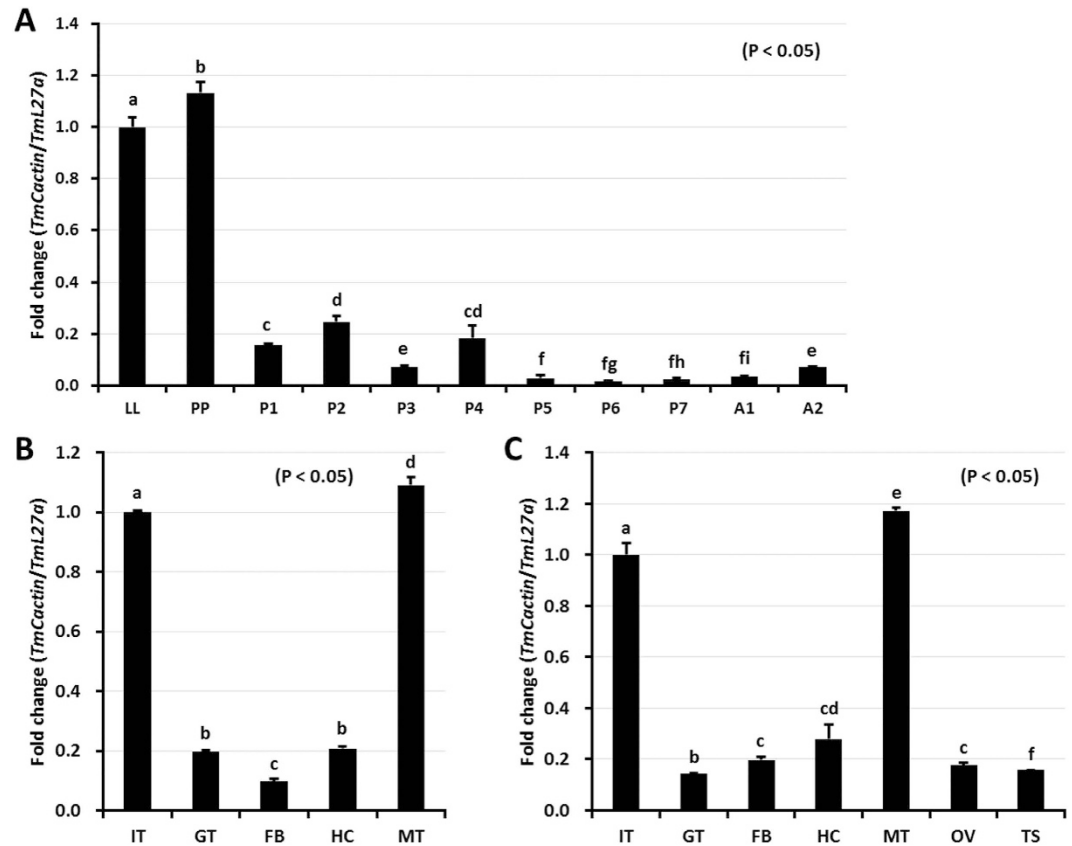 A
Fold change (TmCactin/TmL27a)
1.4
1.2
1.0
0.8
0.6
0.4
0.2
0.0
(P < 0.05)
a
b
c
d
e
cd
f
fg
fh
fi
e
LL PP P1 P2 P3 P4 P5 P6 P7 A1 A2
B
Fold change (TmCactin/TmL27a)
1.2
1.0
0.8
0.6
0.4
0.2
0.0
(P < 0.05)
a
b
c
b
d
IT GT FB HC MT
C
Fold change (TmCactin/TmL27a)
1.4
1.2
1.0
0.8
0.6
0.4
0.2
0.0
(P < 0.05)
a
b
c
cd
e
c
f
IT GT FB HC MT OV TS